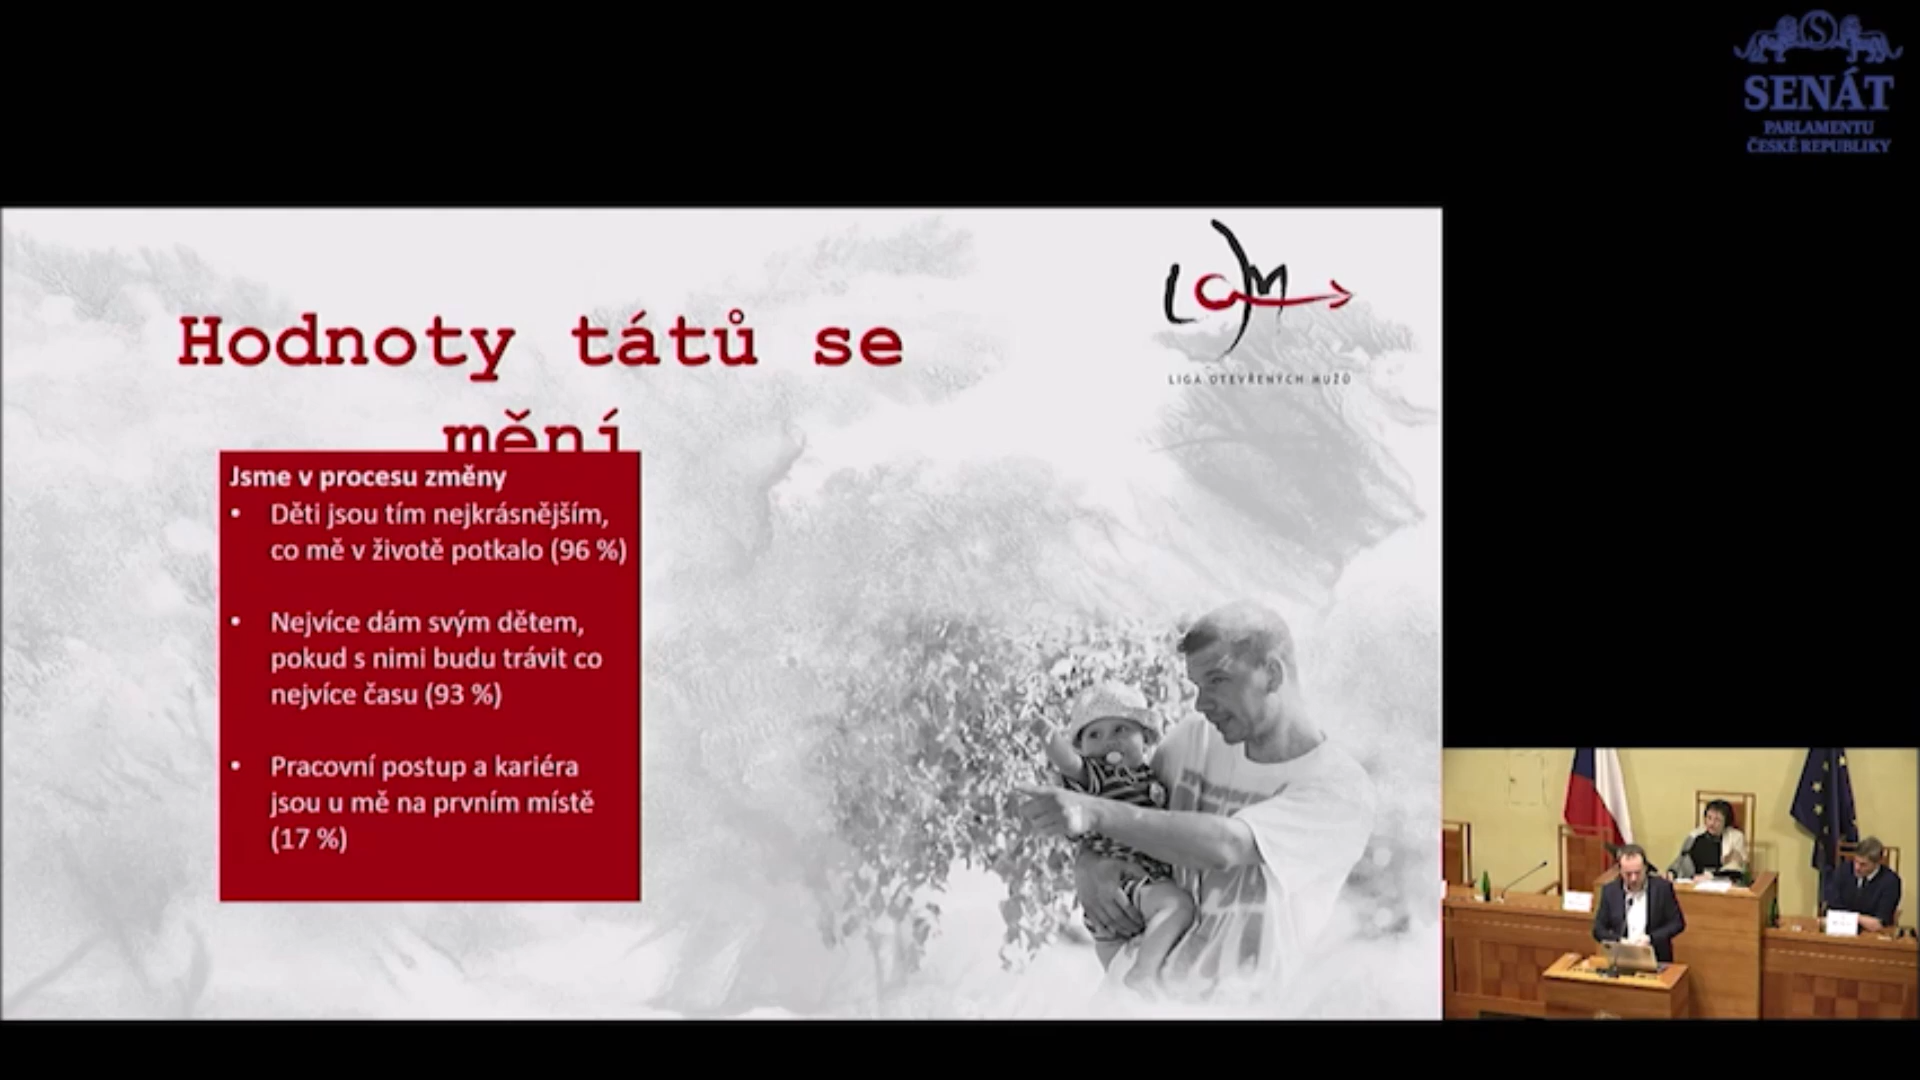 SENÁT
PARLAMENTU
ČESKÉ REPUBLIKY
LOM
LIGA OTEVŘENÝCH MUŽŮ
Hodnoty tátů se
mění
Jsme v procesu změny
• Děti jsou tím nejkrásnějším,
co mě v životě potkalo (96 %)
• Nejvíce dám svým dětem,
pokud s nimi budu trávit co
nejvíce času (93 %)
• Pracovní postup a kariéra
jsou u mě na prvním místě
(17 %)